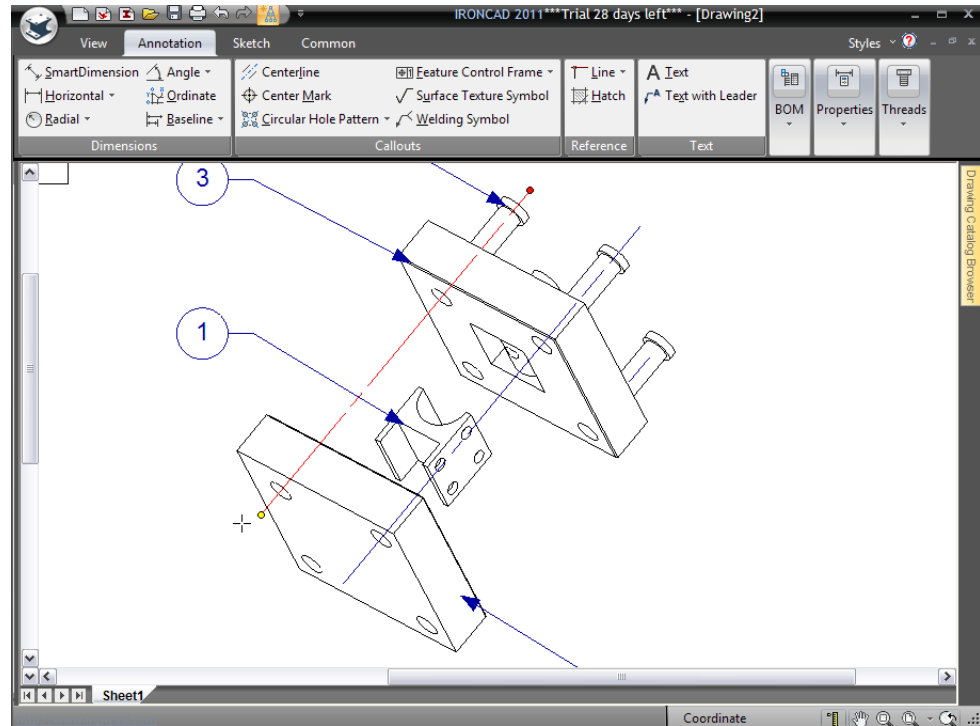 IRONCAD 2011***Trial 28 days left*** - [Drawing2]
View Annotation Sketch Common Styles
SmartDimension Angle Centerline Feature Control Frame Line A Text
Horizontal Ordinate Center Mark Surface Texture Symbol Hatch Text with Leader
Radial Baseline Circular Hole Pattern Welding Symbol BOM Properties Threads
Dimensions Callouts Reference Text
3
1
Drawing Catalog Browser
Sheet1
Coordinate